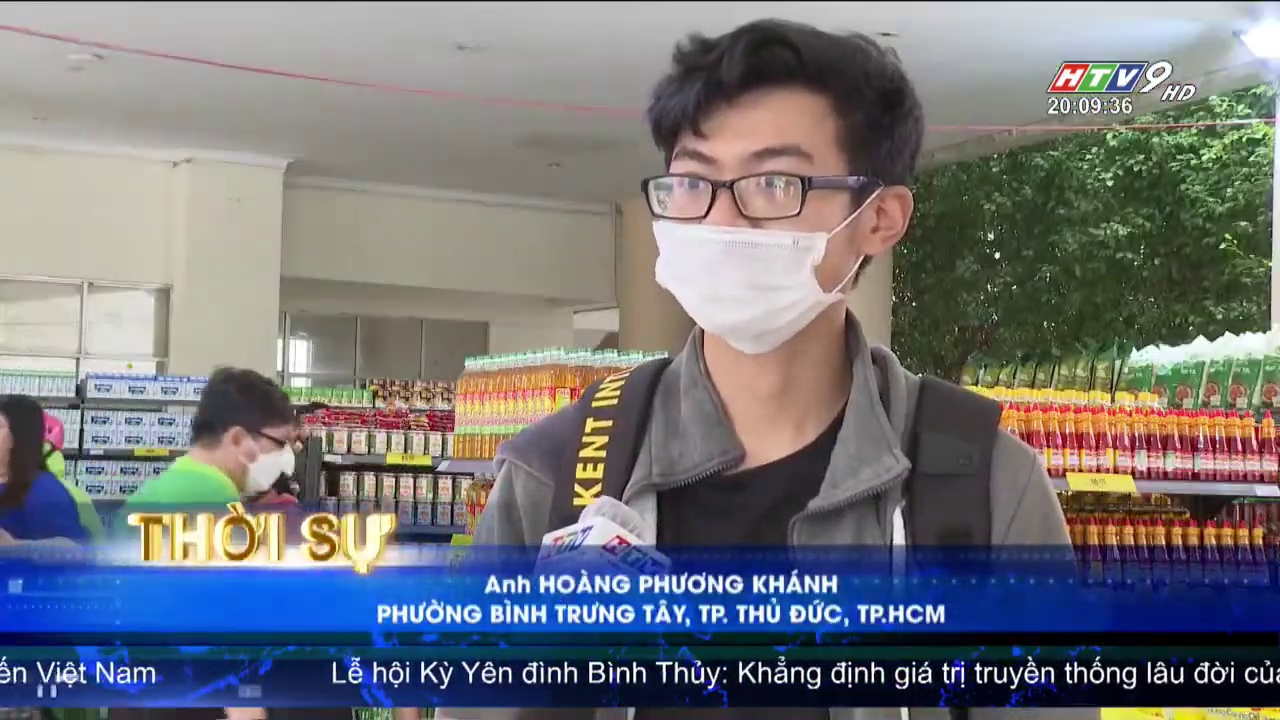 HTV9 HD
20:09:36
KENT IN
HTV HTV
THỜI SỰ
Anh HOÀNG PHƯƠNG KHÁNH
PHƯỜNG BÌNH TRƯNG TÂY, TP. THỦ ĐỨC, TP.HCM
ến Việt Nam Lễ hội Kỳ Yên đình Bình Thủy: Khẳng định giá trị truyền thống lâu đời của